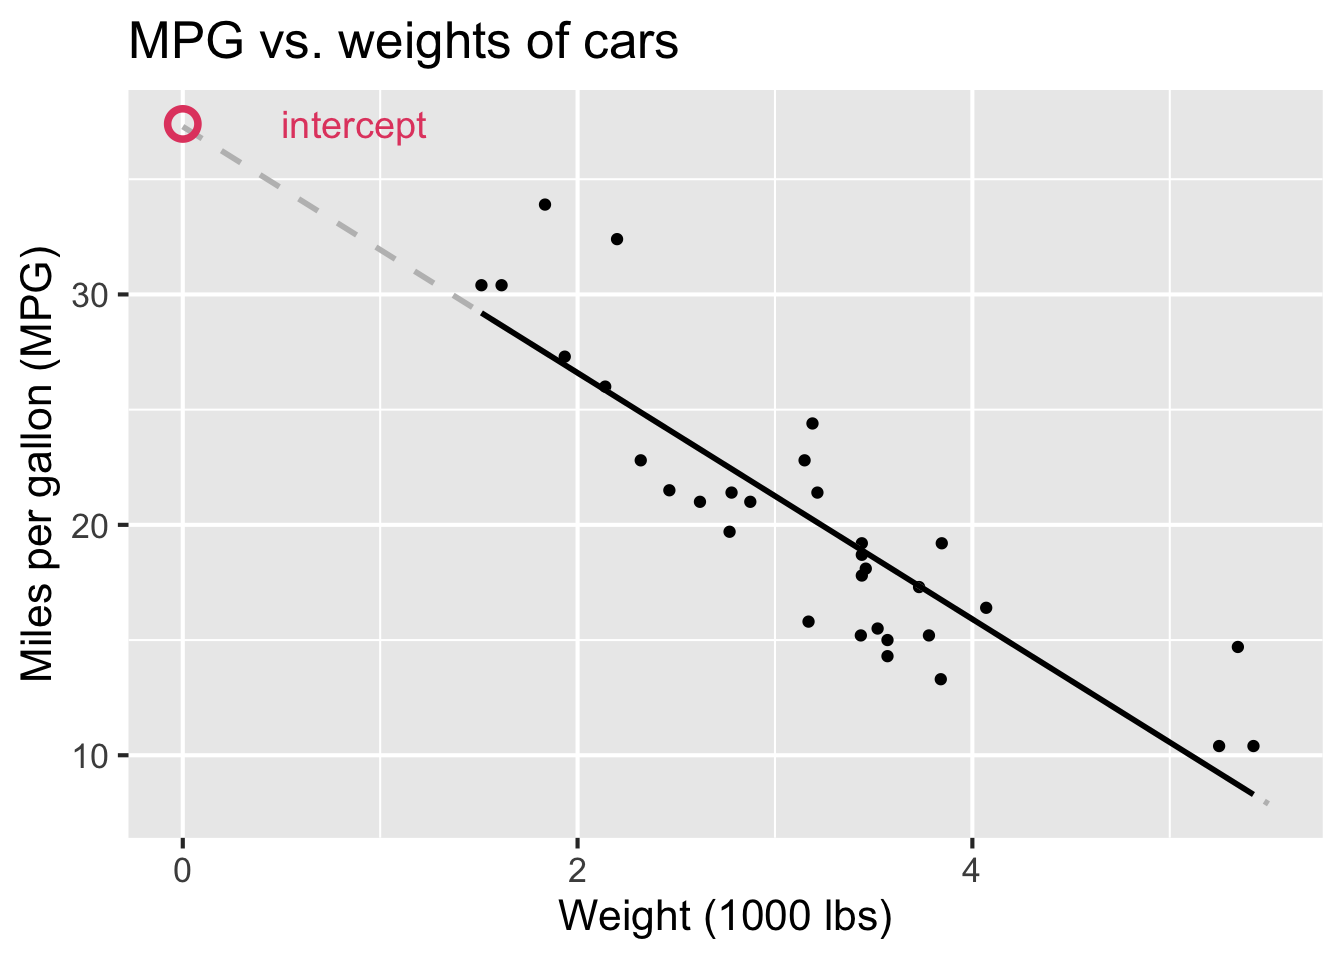 MPG vs. weights of cars
intercept
Miles per gallon (MPG)
30
20
10
0
2
4
Weight (1000 lbs)